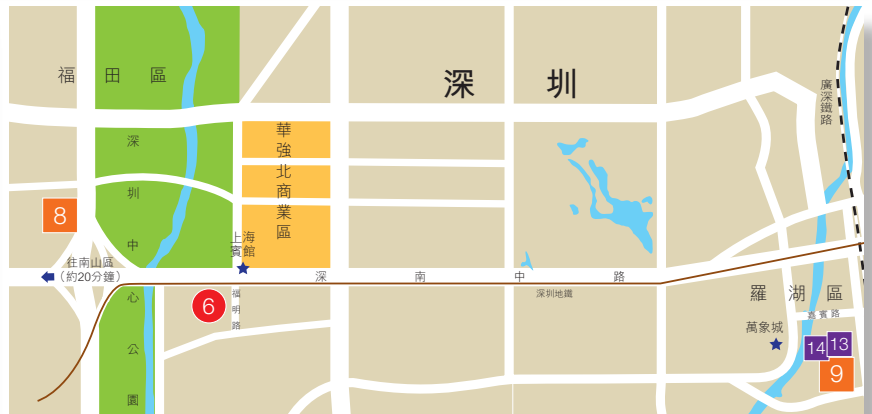 深圳
福田區
廣深鐵路
深圳中心公園
華強北商業區
8
上海
賓館
往南山區
(約20分鐘)
深南中路
6
福明路
深圳地鐵
羅湖區
嘉賓路
萬象城
14
13
9